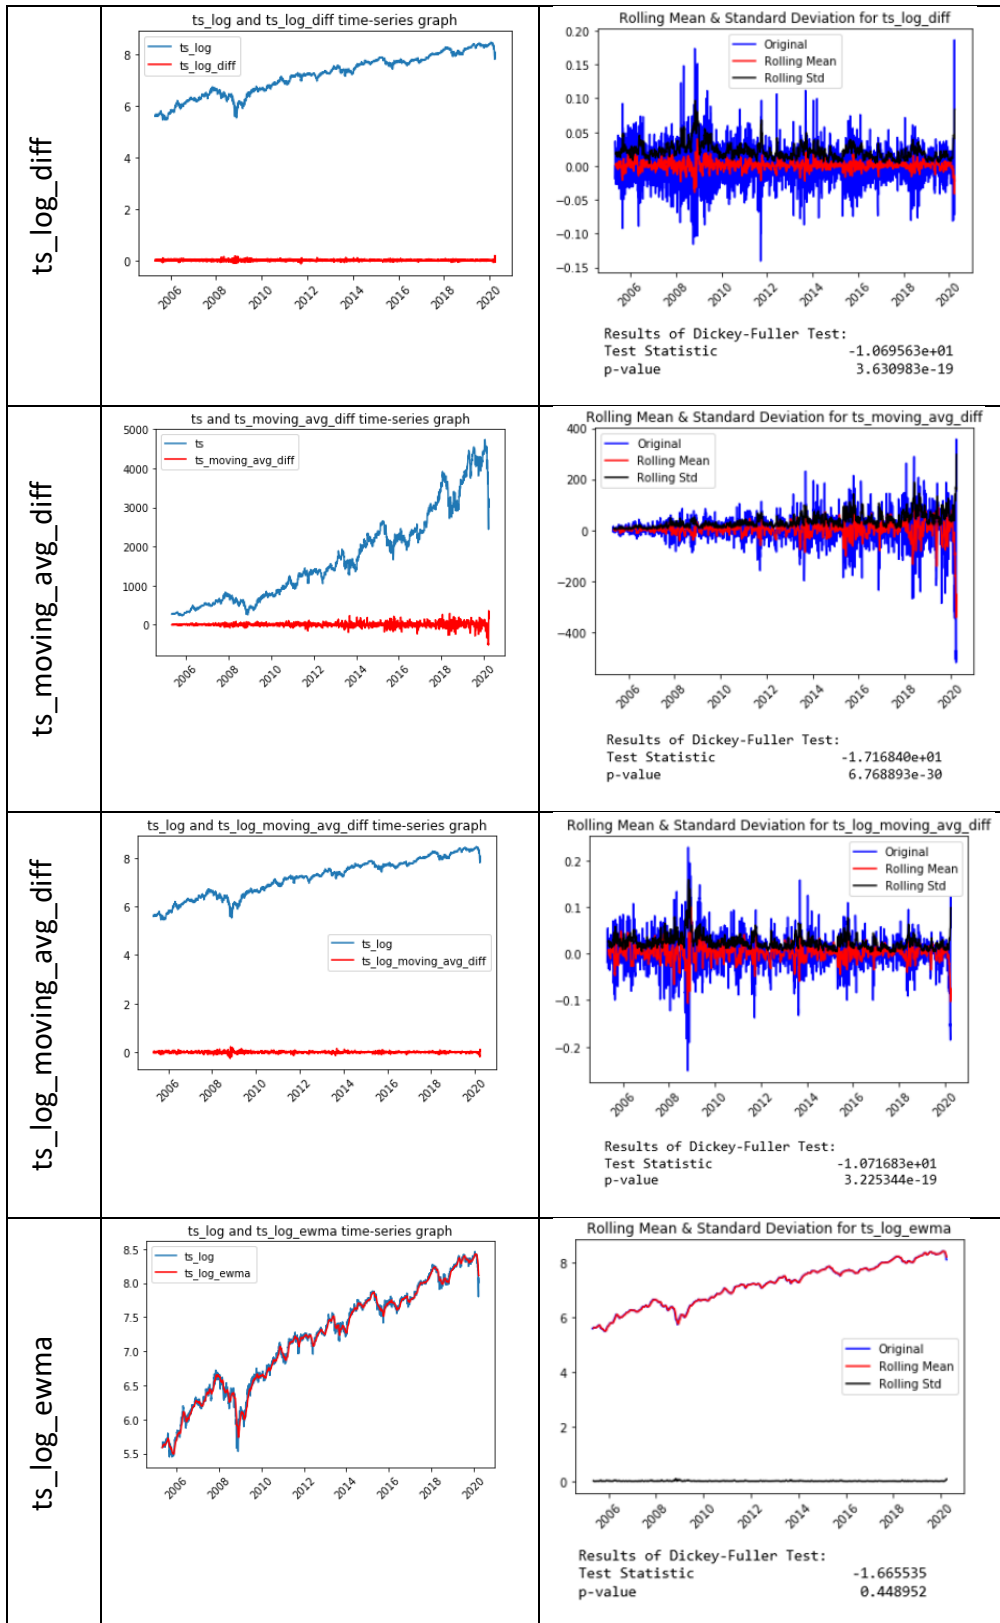 ts_log_diff
ts_log and ts_log_diff time-series graph
ts_log
ts_log_diff
8
6
4
2
0
2006
2008
2010
2012
2014
2016
2018
2020
Rolling Mean & Standard Deviation for ts_log_diff
Original
Rolling Mean
Rolling Std
0.20
0.15
0.10
0.05
0.00
−0.05
−0.10
−0.15
2006
2008
2010
2012
2014
2016
2018
2020
Results of Dickey-Fuller Test:
Test Statistic -1.069563e+01
p-value 3.630983e-19
ts_moving_avg_diff
ts and ts_moving_avg_diff time-series graph
ts
ts_moving_avg_diff
5000
4000
3000
2000
1000
0
2006
2008
2010
2012
2014
2016
2018
2020
Rolling Mean & Standard Deviation for ts_moving_avg_diff
Original
Rolling Mean
Rolling Std
400
200
0
−200
−400
2006
2008
2010
2012
2014
2016
2018
2020
Results of Dickey-Fuller Test:
Test Statistic -1.716840e+01
p-value 6.768893e-30
ts_log_moving_avg_diff
ts_log and ts_log_moving_avg_diff time-series graph
ts_log
ts_log_moving_avg_diff
8
6
4
2
0
2006
2008
2010
2012
2014
2016
2018
2020
Rolling Mean & Standard Deviation for ts_log_moving_avg_diff
Original
Rolling Mean
Rolling Std
0.2
0.1
0.0
−0.1
−0.2
2006
2008
2010
2012
2014
2016
2018
2020
Results of Dickey-Fuller Test:
Test Statistic -1.071683e+01
p-value 3.225344e-19
ts_log_ewma
ts_log and ts_log_ewma time-series graph
ts_log
ts_log_ewma
8.5
8.0
7.5
7.0
6.5
6.0
5.5
2006
2008
2010
2012
2014
2016
2018
2020
Rolling Mean & Standard Deviation for ts_log_ewma
Original
Rolling Mean
Rolling Std
8
6
4
2
0
2006
2008
2010
2012
2014
2016
2018
2020
Results of Dickey-Fuller Test:
Test Statistic -1.665535
p-value 0.448952